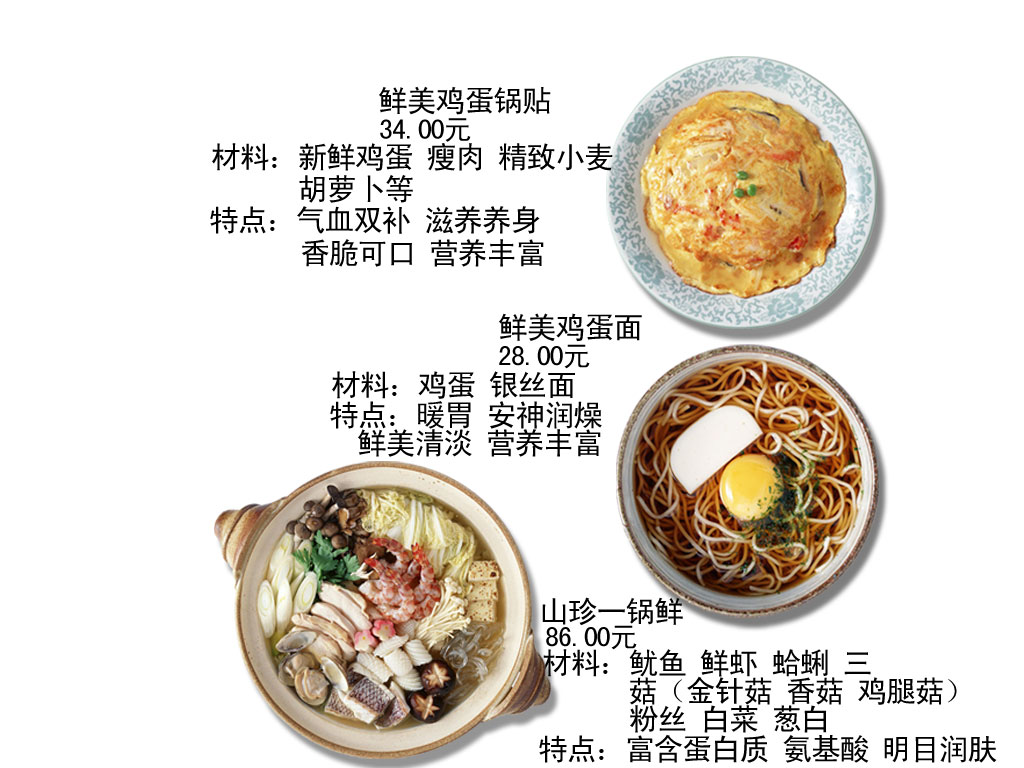 鲜美鸡蛋锅贴
34.00元
材料：新鲜鸡蛋 瘦肉 精致小麦
胡萝卜等
特点：气血双补 滋养养身
香脆可口 营养丰富
鲜美鸡蛋面
28.00元
材料：鸡蛋 银丝面
特点：暖胃 安神润燥
鲜美清淡 营养丰富
山珍一锅鲜
86.00元
材料：鱿鱼 鲜虾 蛤蜊 三
菇（金针菇 香菇 鸡腿菇）
粉丝 白菜 葱白
特点：富含蛋白质 氨基酸 明目润肤